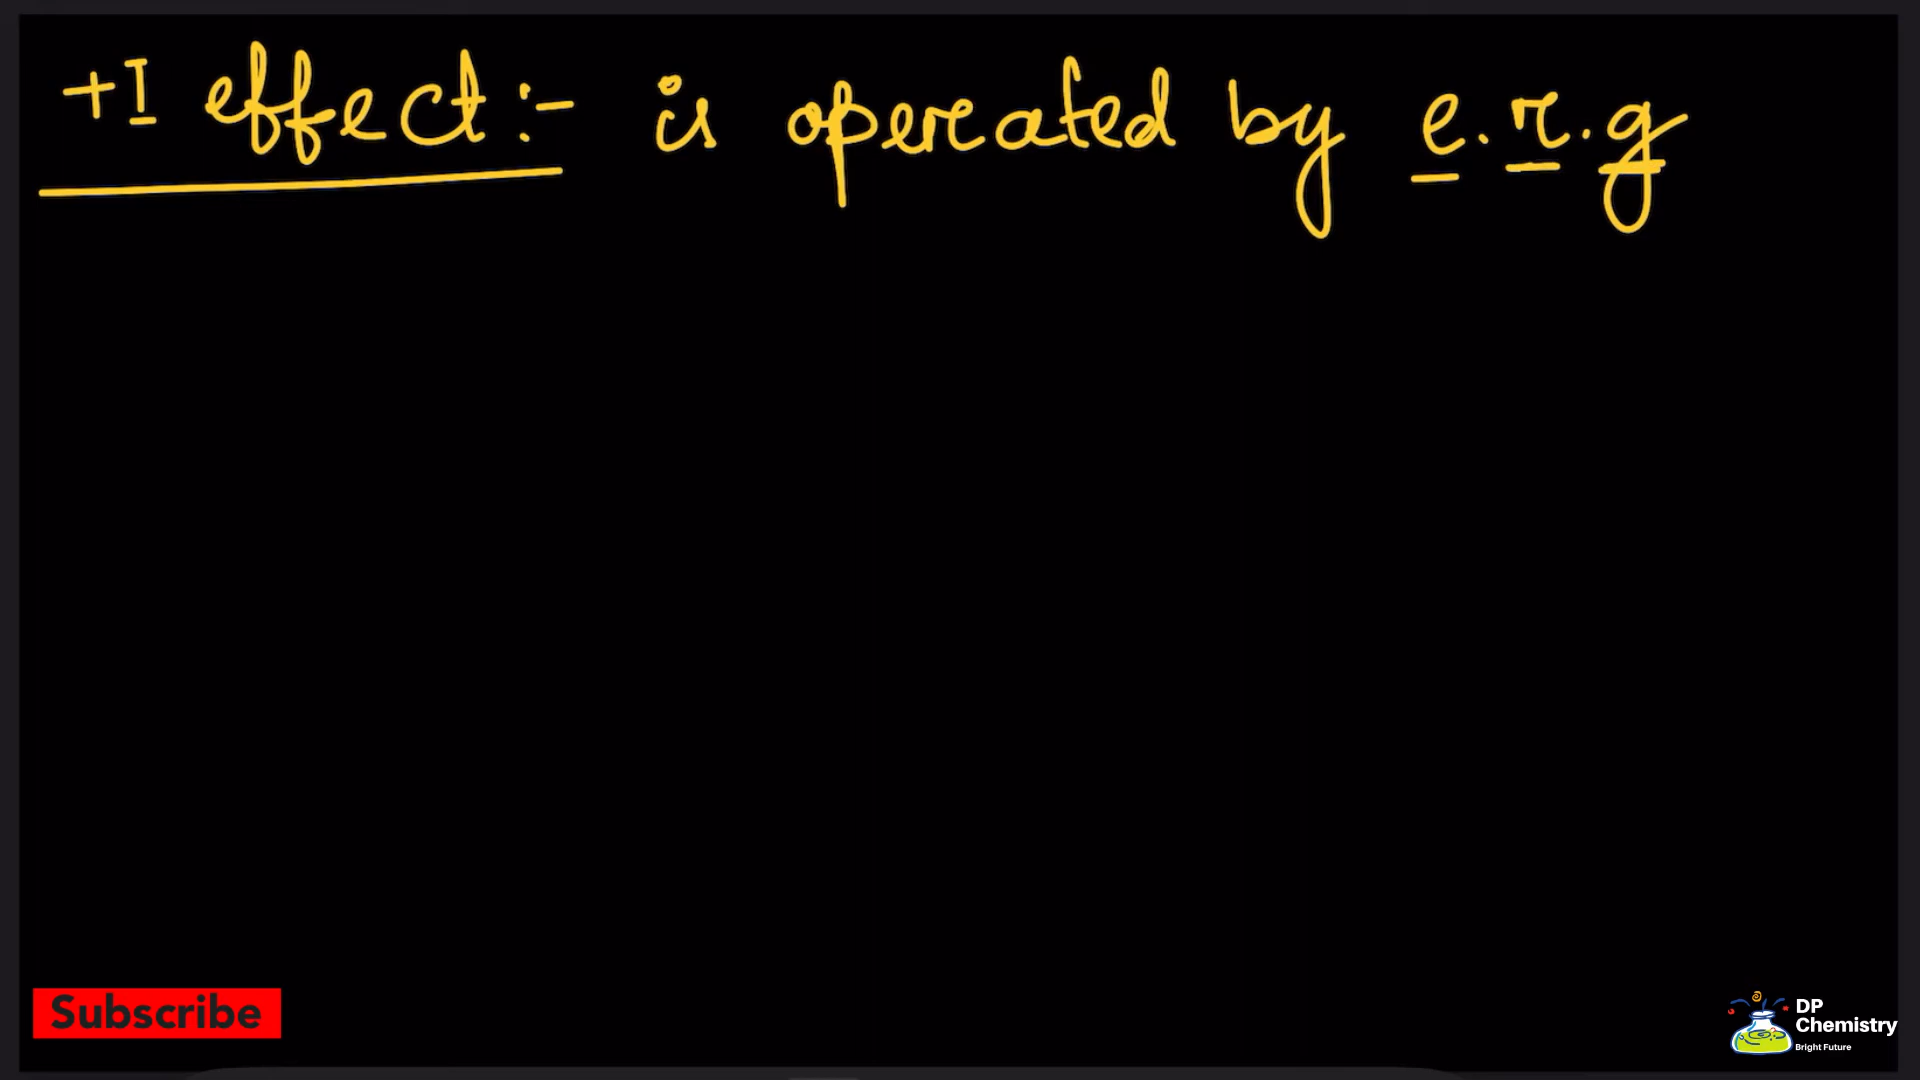 +I effect :- is operated by e.r.g
Subscribe
DP
Chemistry
Bright Future